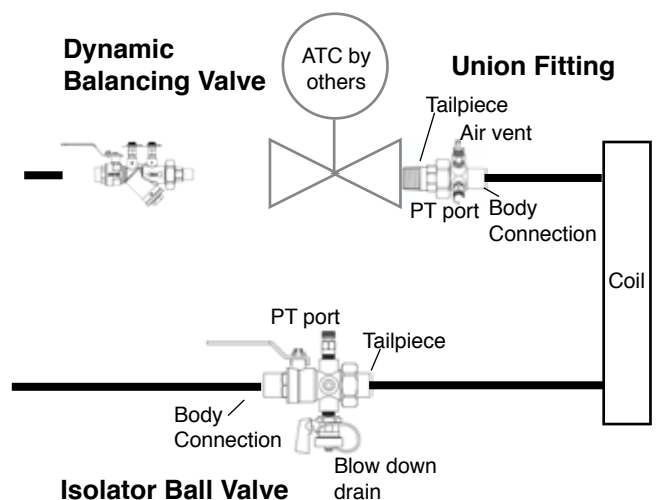 Dynamic
Balancing Valve
ATC by
others
Union Fitting
Tailpiece
Air vent
PT port
Body
Connection
Coil
PT port
Tailpiece
Body
Connection
Blow down
drain
Isolator Ball Valve